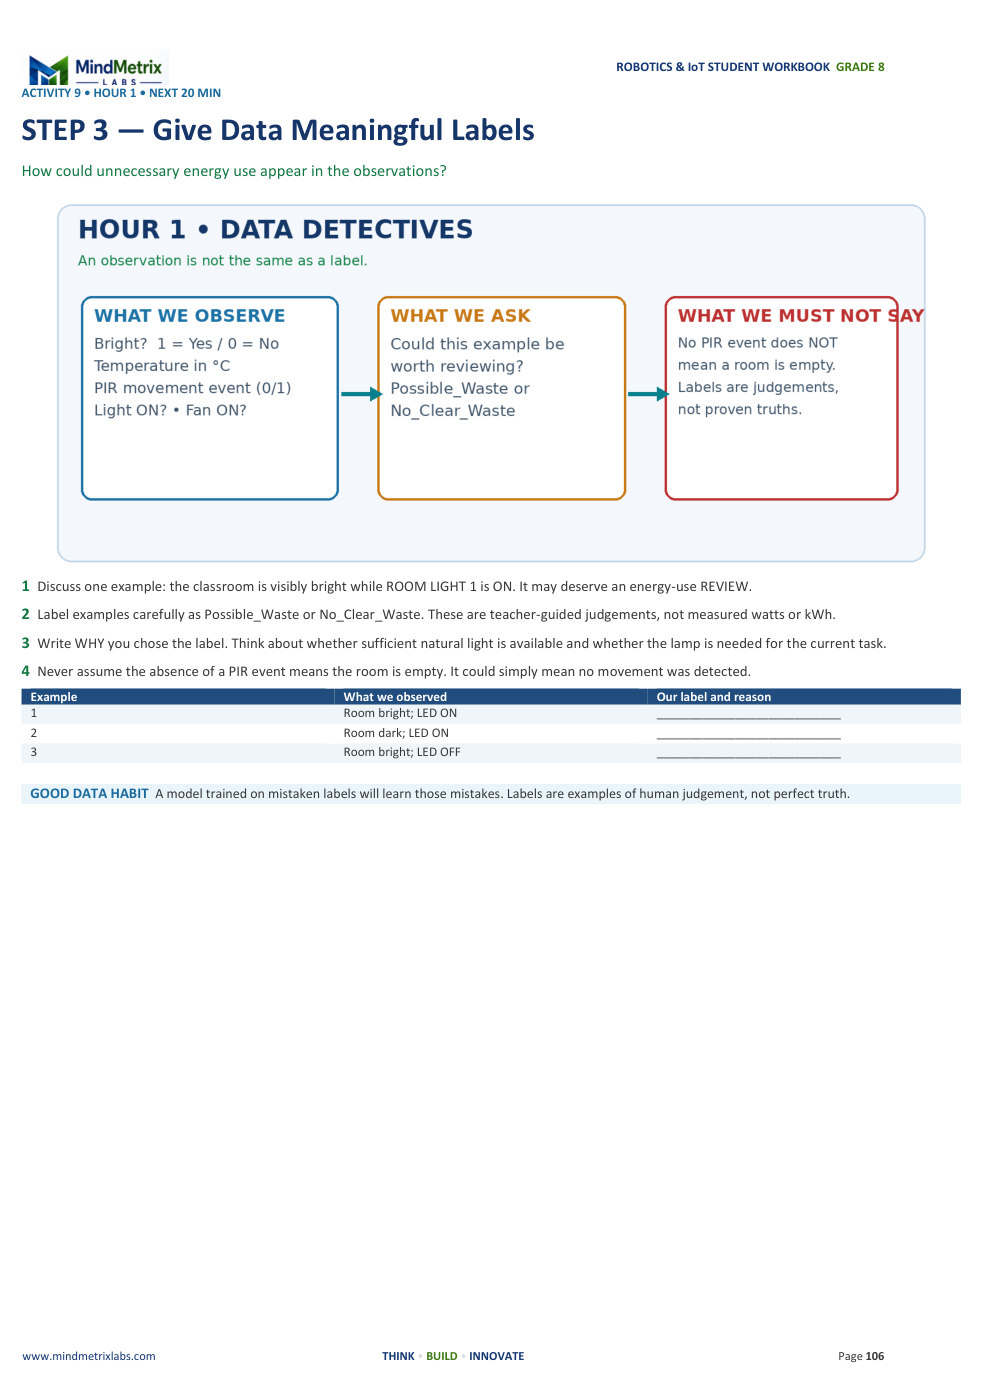 MindMetrix
LABS
ROBOTICS & IoT STUDENT WORKBOOK GRADE 8
ACTIVITY 9 • HOUR 1 • NEXT 20 MIN
STEP 3 — Give Data Meaningful Labels
How could unnecessary energy use appear in the observations?
HOUR 1 • DATA DETECTIVES
An observation is not the same as a label.
WHAT WE OBSERVE
Bright? 1 = Yes / 0 = No
Temperature in °C
PIR movement event (0/1)
Light ON? • Fan ON?
WHAT WE ASK
Could this example be
worth reviewing?
Possible_Waste or
No_Clear_Waste
WHAT WE MUST NOT SAY
No PIR event does NOT
mean a room is empty.
Labels are judgements,
not proven truths.
1 Discuss one example: the classroom is visibly bright while ROOM LIGHT 1 is ON. It may deserve an energy-use REVIEW.
2 Label examples carefully as Possible_Waste or No_Clear_Waste. These are teacher-guided judgements, not measured watts or kWh.
3 Write WHY you chose the label. Think about whether sufficient natural light is available and whether the lamp is needed for the current task.
4 Never assume the absence of a PIR event means the room is empty. It could simply mean no movement was detected.
Example What we observed Our label and reason
1 Room bright; LED ON ____________________________
2 Room dark; LED ON ____________________________
3 Room bright; LED OFF ____________________________
GOOD DATA HABIT A model trained on mistaken labels will learn those mistakes. Labels are examples of human judgement, not perfect truth.
www.mindmetrixlabs.com THINK • BUILD • INNOVATE Page 106